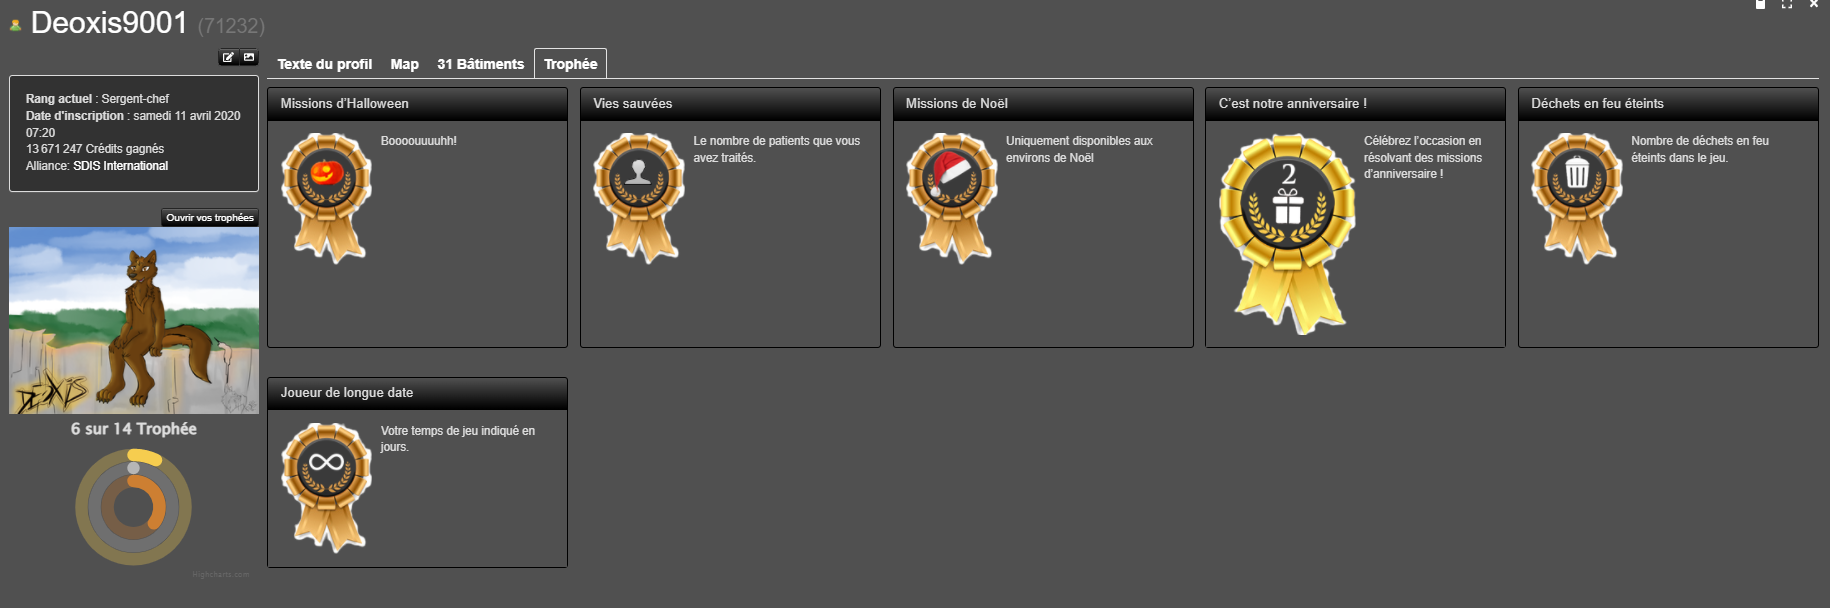 Deoxis9001 (71232)
Texte du profil
Map
31 Bâtiments
Trophée
Rang actuel : Sergent-chef
Date d'inscription : samedi 11 avril 2020
07:20
13 671 247 Crédits gagnés
Alliance: SDIS International
Ouvrir vos trophées
DEOXIS
6 sur 14 Trophée
Highcharts.com
Missions d'Halloween
Boooouuuuhh!
Vies sauvées
Le nombre de patients que vous
avez traités.
Missions de Noël
Uniquement disponibles aux
environs de Noël
C'est notre anniversaire !
2
Célébrez l'occasion en
résolvant des missions
d'anniversaire !
Déchets en feu éteints
Nombre de déchets en feu
éteints dans le jeu.
Joueur de longue date
Votre temps de jeu indiqué en
jours.